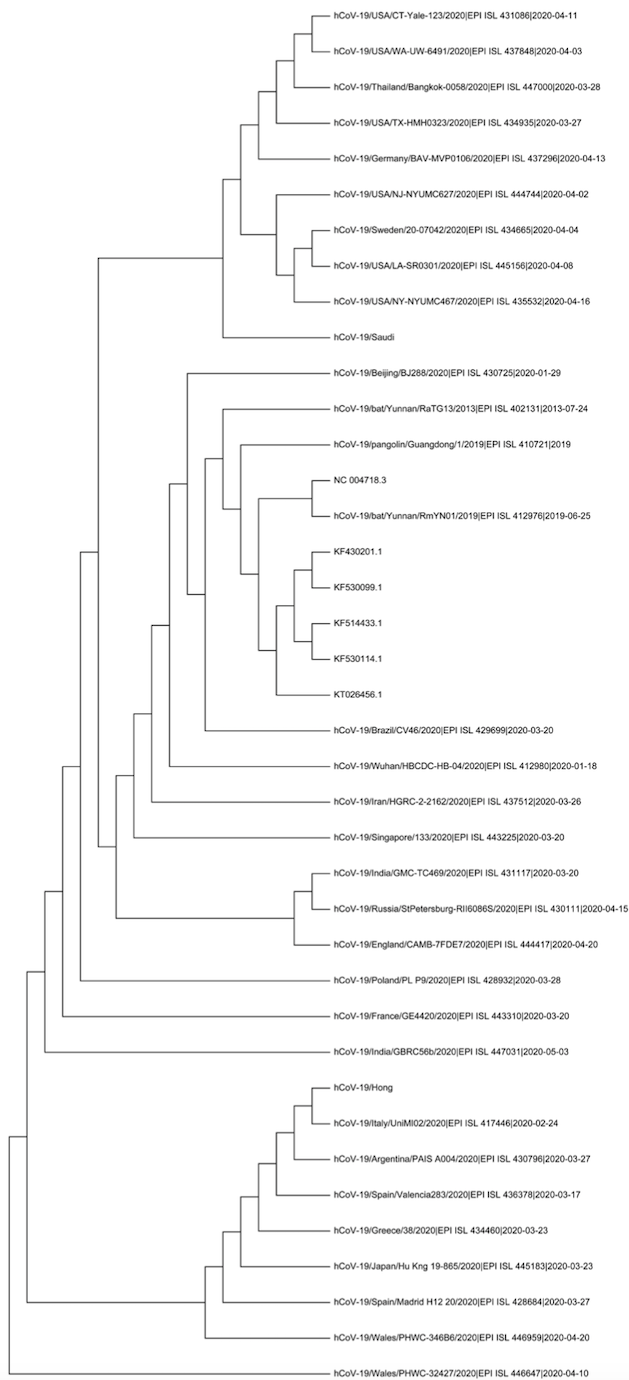 hCoV-19/USA/CT-Yale-123/2020|EPI ISL 431086|2020-04-11
hCoV-19/USA/WA-UW-6491/2020|EPI ISL 437848|2020-04-03
hCoV-19/Thailand/Bangkok-0058/2020|EPI ISL 447000|2020-03-28
hCoV-19/USA/TX-HMH0323/2020|EPI ISL 434935|2020-03-27
hCoV-19/Germany/BAV-MVP0106/2020|EPI ISL 437296|2020-04-13
hCoV-19/USA/NJ-NYUMC627/2020|EPI ISL 444744|2020-04-02
hCoV-19/Sweden/20-07042/2020|EPI ISL 434665|2020-04-04
hCoV-19/USA/LA-SR0301/2020|EPI ISL 445156|2020-04-08
hCoV-19/USA/NY-NYUMC467/2020|EPI ISL 435532|2020-04-16
hCoV-19/Saudi
hCoV-19/Beijing/BJ288/2020|EPI ISL 430725|2020-01-29
hCoV-19/bat/Yunnan/RaTG13/2013|EPI ISL 402131|2013-07-24
hCoV-19/pangolin/Guangdong/1/2019|EPI ISL 410721|2019
NC 004718.3
hCoV-19/bat/Yunnan/RmYN01/2019|EPI ISL 412976|2019-06-25
KF430201.1
KF530099.1
KF514433.1
KF530114.1
KT026456.1
hCoV-19/Brazil/CV46/2020|EPI ISL 429699|2020-03-20
hCoV-19/Wuhan/HBCDC-HB-04/2020|EPI ISL 412980|2020-01-18
hCoV-19/Iran/HGRC-2-2162/2020|EPI ISL 437512|2020-03-26
hCoV-19/Singapore/133/2020|EPI ISL 443225|2020-03-20
hCoV-19/India/GMC-TC469/2020|EPI ISL 431117|2020-03-20
hCoV-19/Russia/StPetersburg-RII6086S/2020|EPI ISL 430111|2020-04-15
hCoV-19/England/CAMB-7FDE7/2020|EPI ISL 444417|2020-04-20
hCoV-19/Poland/PL P9/2020|EPI ISL 428932|2020-03-28
hCoV-19/France/GE4420/2020|EPI ISL 443310|2020-03-20
hCoV-19/India/GBRC56b/2020|EPI ISL 447031|2020-05-03
hCoV-19/Hong
hCoV-19/Italy/UniMI02/2020|EPI ISL 417446|2020-02-24
hCoV-19/Argentina/PAIS A004/2020|EPI ISL 430796|2020-03-27
hCoV-19/Spain/Valencia283/2020|EPI ISL 436378|2020-03-17
hCoV-19/Greece/38/2020|EPI ISL 434460|2020-03-23
hCoV-19/Japan/Hu Kng 19-865/2020|EPI ISL 445183|2020-03-23
hCoV-19/Spain/Madrid H12 20/2020|EPI ISL 428684|2020-03-27
hCoV-19/Wales/PHWC-346B6/2020|EPI ISL 446959|2020-04-20
hCoV-19/Wales/PHWC-32427/2020|EPI ISL 446647|2020-04-10